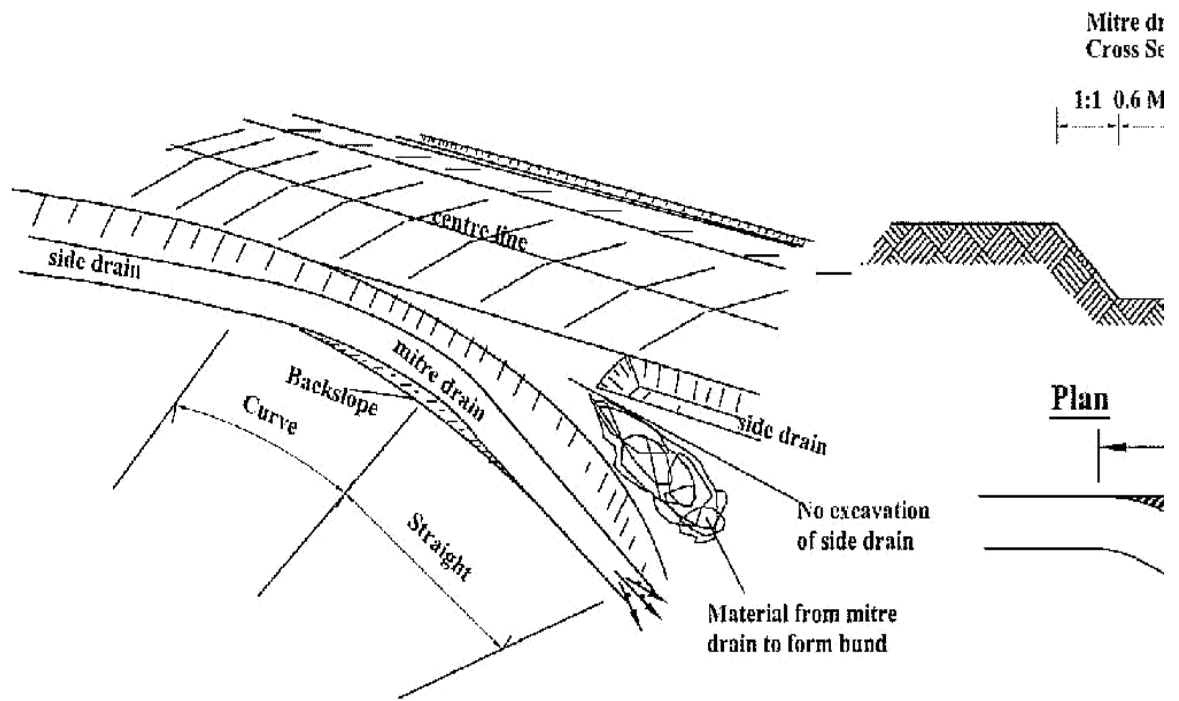 Mitre dr
Cross Se
1:1 0.6 M
centre line
side drain
mitre drain
Backslope
Curve
side drain
Plan
Straight
No excavation
of side drain
Material from mitre
drain to form bund